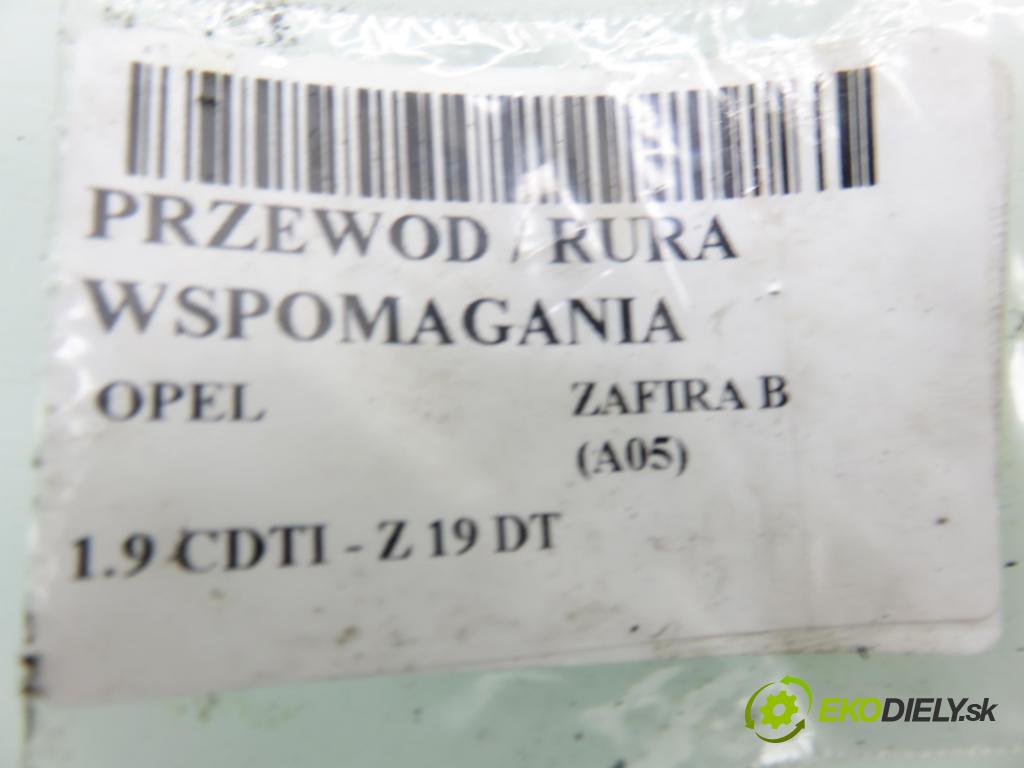 PRZEWOD / RURA
WSPOMAGANIA
OPEL ZAFIRA B
(A05)
1.9 CDTI - Z 19 DT
EKODIELY.sk